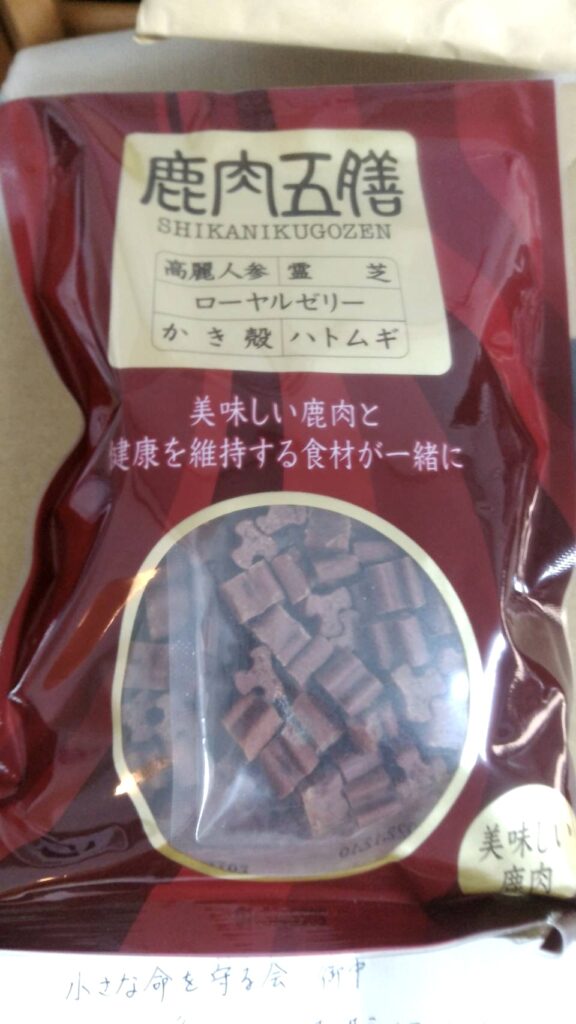 鹿肉五膳
SHIKANIKUGOZEN
高麗人参 霊芝
ローヤルゼリー
かき殻 ハトムギ
美味しい鹿肉と
健康を維持する食材が一緒に
美味しい
鹿肉
小さな命を守る会 御中